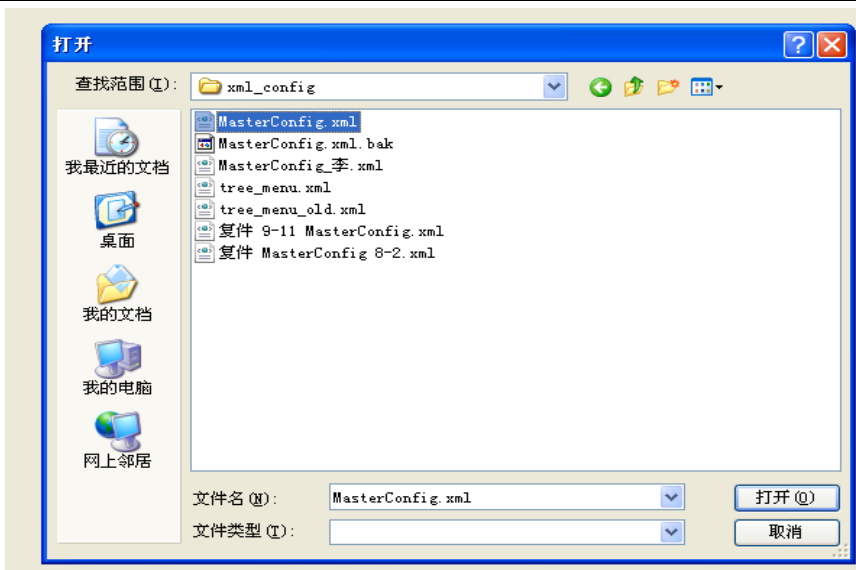 打开
查找范围(I):
xml_config
我最近的文档
桌面
我的文档
我的电脑
网上邻居
MasterConfig.xml
MasterConfig.xml.bak
MasterConfig_李.xml
tree_menu.xml
tree_menu_old.xml
复件 9-11 MasterConfig.xml
复件 MasterConfig 8-2.xml
文件名(N):
MasterConfig.xml
打开(O)
文件类型(T):
取消